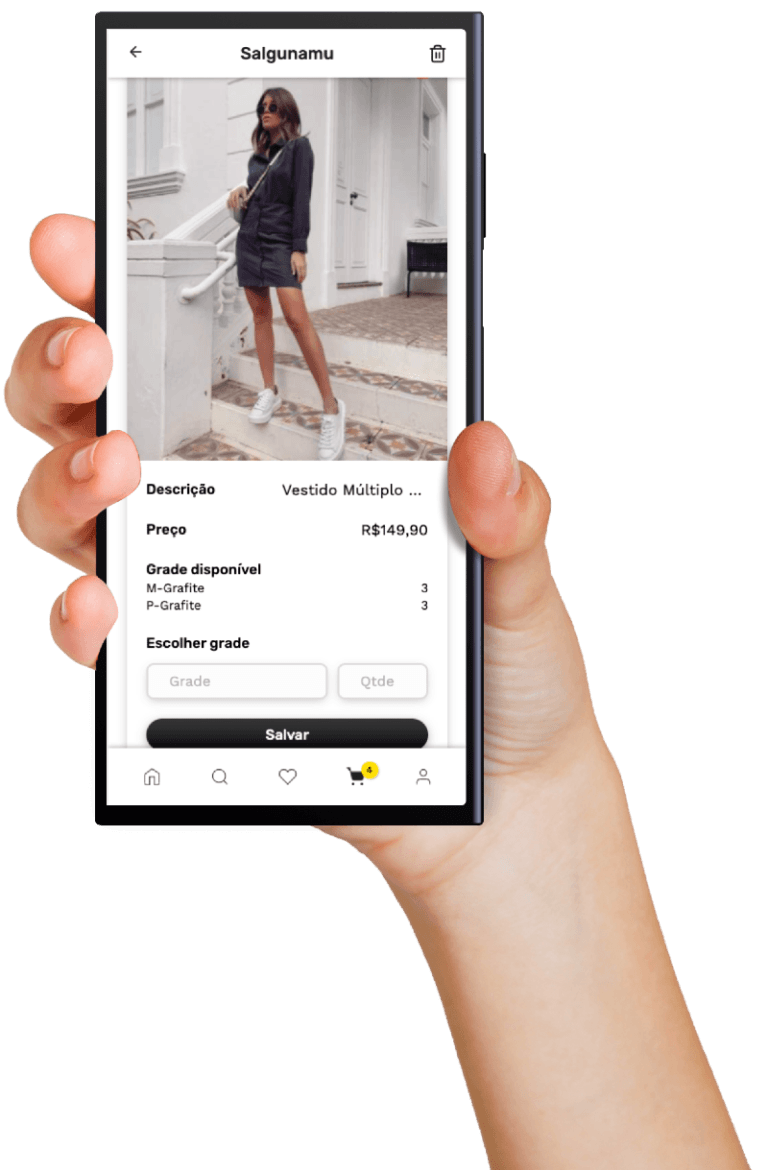 Salgunamu
Descrição Vestido Múltiplo ...
Preço R$149,90
Grade disponível
M-Grafite 3
P-Grafite 3
Escolher grade
Grade Qtde
Salvar
4